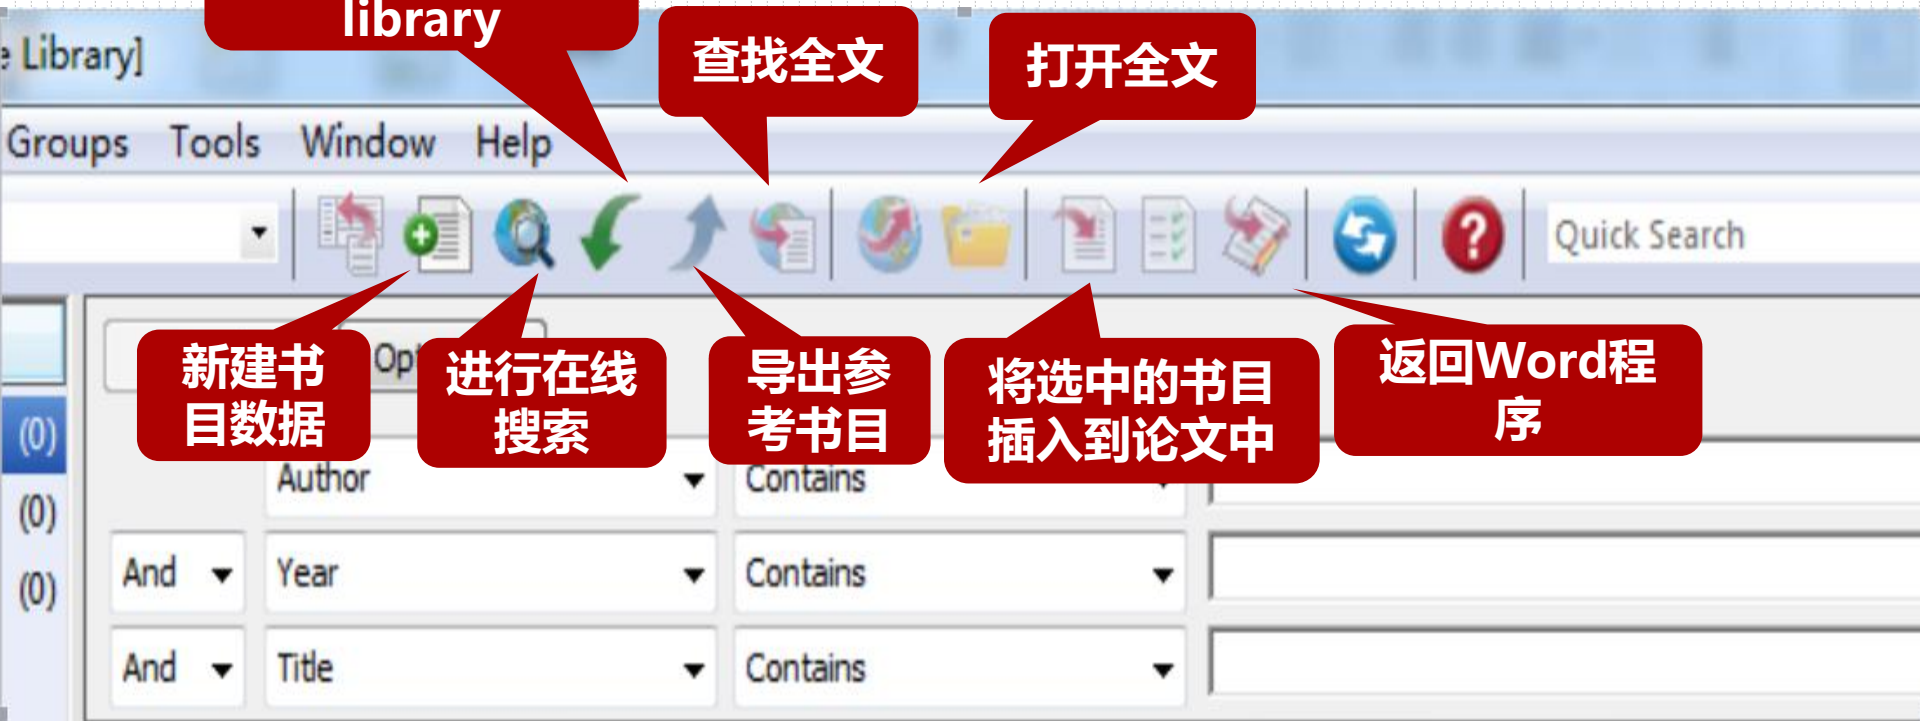 library
查找全文
打开全文
Library]
Groups Tools Window Help
Quick Search
新建书
目数据
进行在线
搜索
导出参
考书目
将选中的书目
插入到论文中
返回Word程
序
(0)
Author Contains
(0)
And Year Contains
(0)
And Title Contains